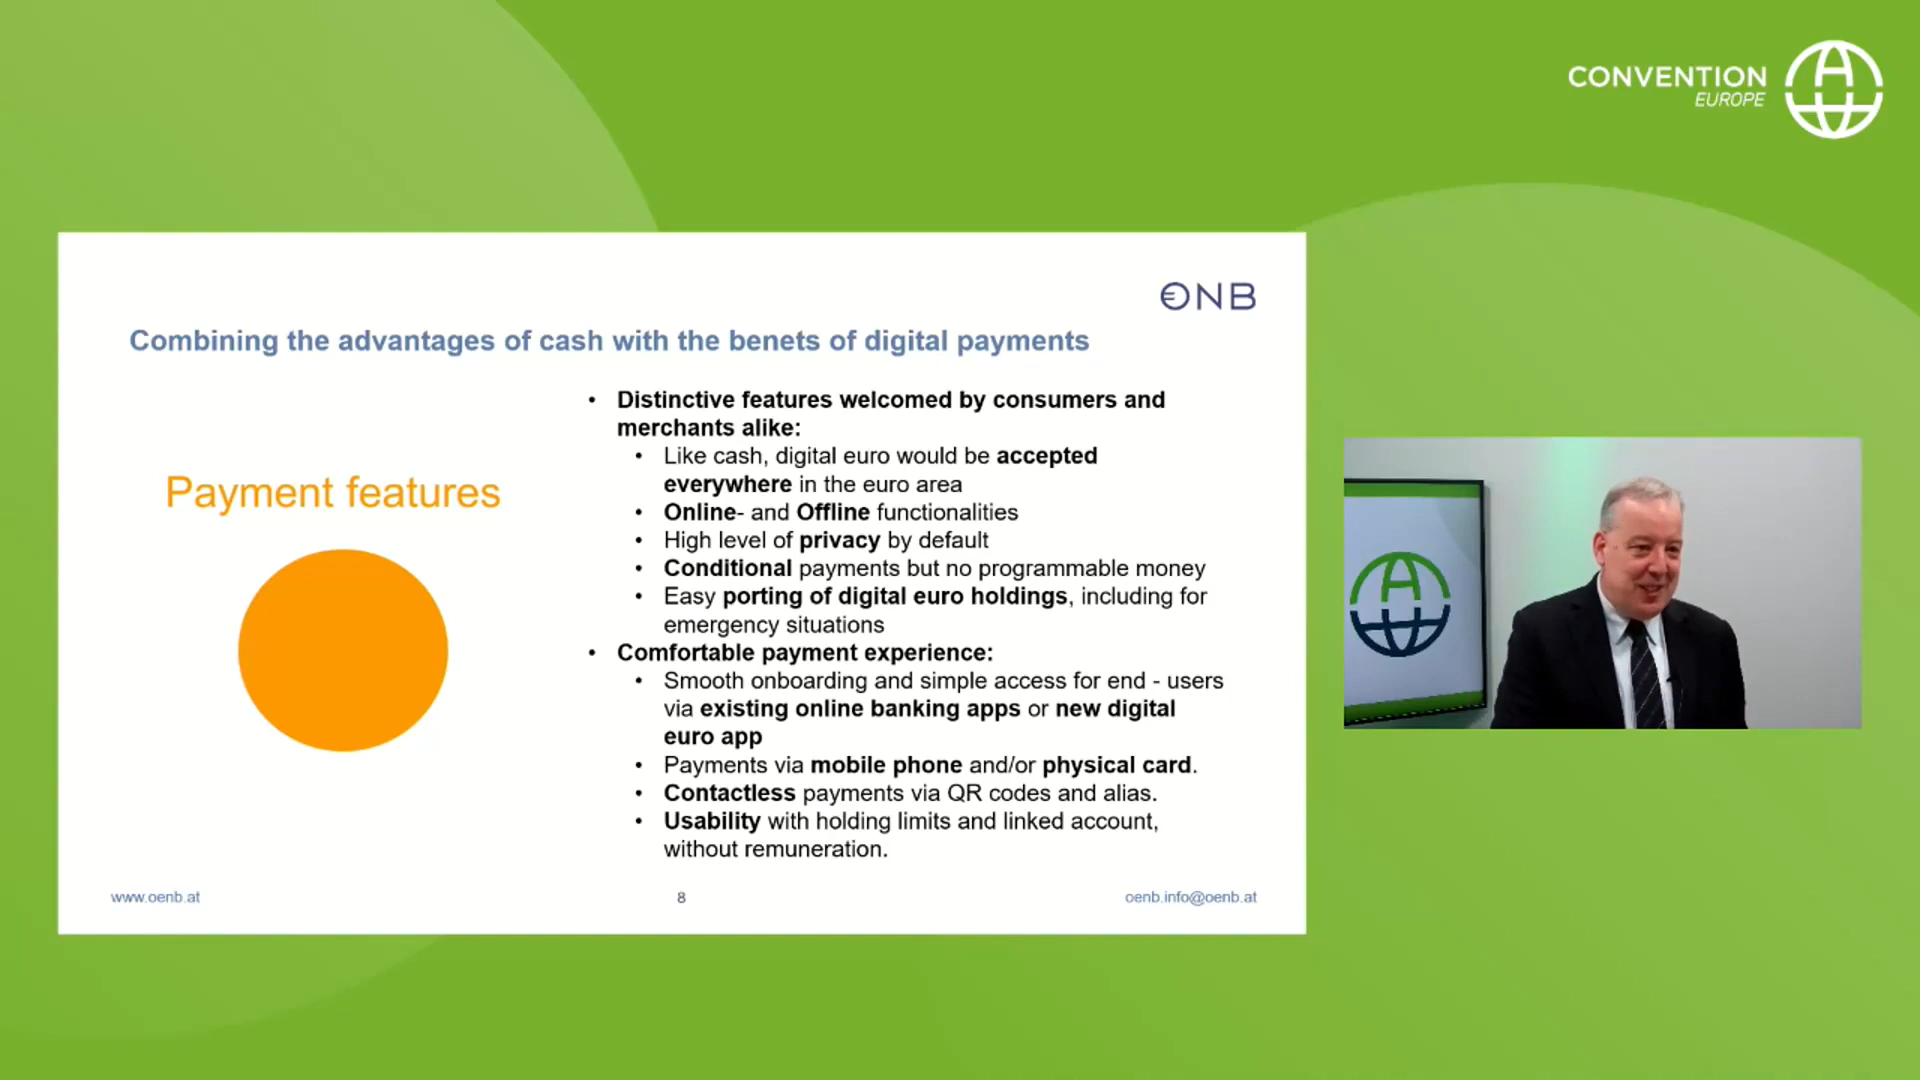 CONVENTION
EUROPE
ONB
Combining the advantages of cash with the benets of digital payments
Payment features
• Distinctive features welcomed by consumers and
merchants alike:
• Like cash, digital euro would be accepted
everywhere in the euro area
• Online- and Offline functionalities
• High level of privacy by default
• Conditional payments but no programmable money
• Easy porting of digital euro holdings, including for
emergency situations
• Comfortable payment experience:
• Smooth onboarding and simple access for end - users
via existing online banking apps or new digital
euro app
• Payments via mobile phone and/or physical card.
• Contactless payments via QR codes and alias.
• Usability with holding limits and linked account,
without remuneration.
www.oenb.at
8
oenb.info@oenb.at